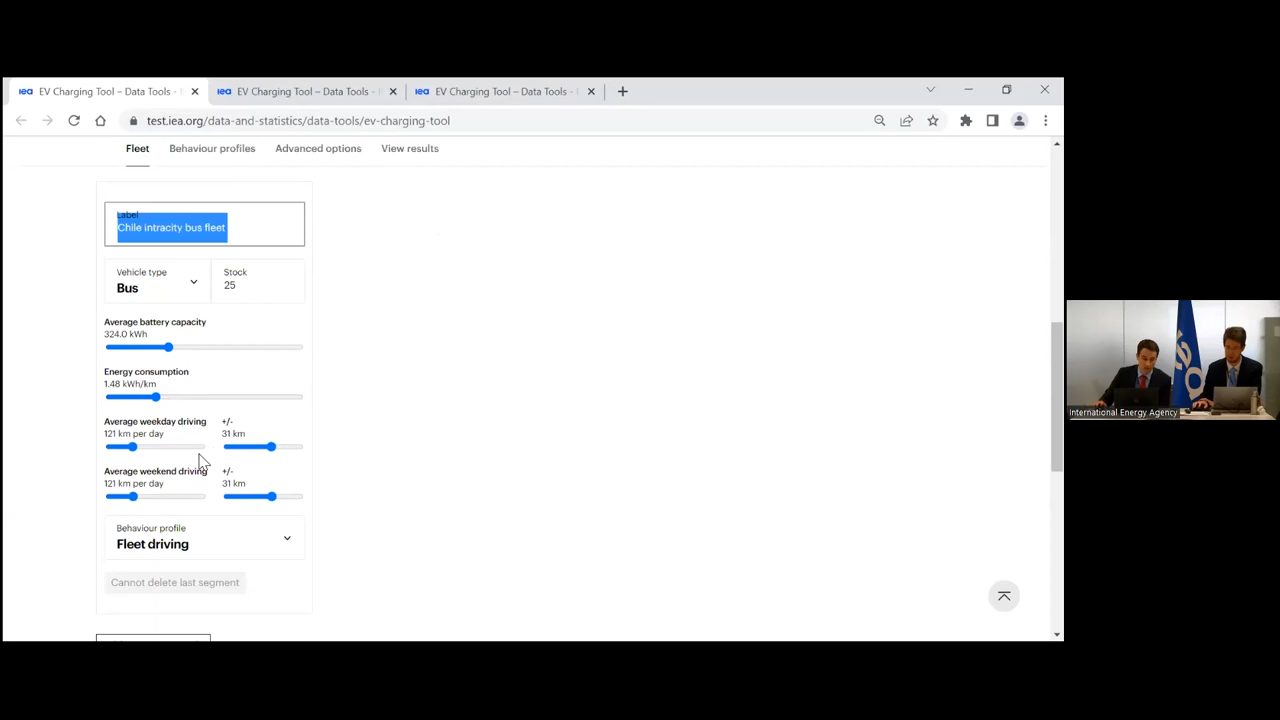 iea EV Charging Tool – Data Tools - iea EV Charging Tool – Data Tools - iea EV Charging Tool – Data Tools -
test.iea.org/data-and-statistics/data-tools/ev-charging-tool
Fleet Behaviour profiles Advanced options View results
Label
Chile intracity bus fleet
Vehicle type Stock
Bus 25
Average battery capacity
324.0 kWh
Energy consumption
1.48 kWh/km
Average weekday driving +/-
121 km per day 31 km
Average weekend driving +/-
121 km per day 31 km
Behaviour profile
Fleet driving
Cannot delete last segment
iea
International Energy Agency